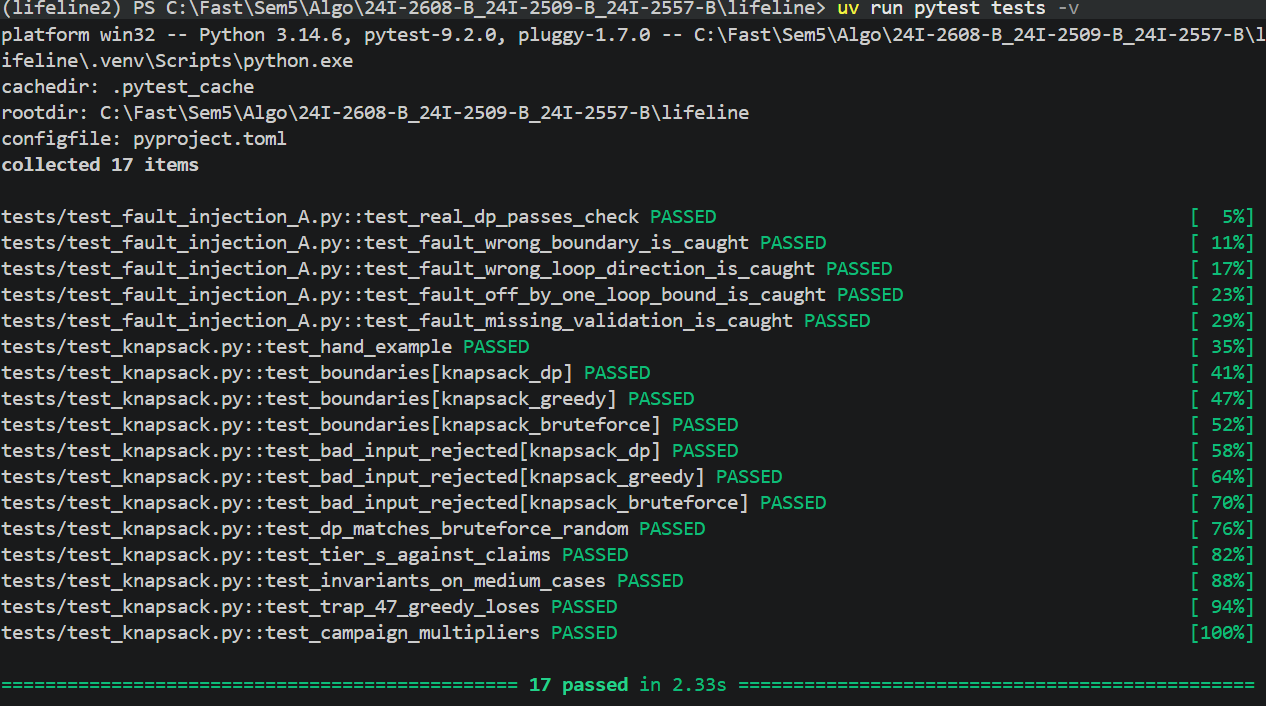 (lifeline2) PS C:\Fast\Sem5\Algo\24I-2608-B_24I-2509-B_24I-2557-B\lifeline> uv run pytest tests -v
platform win32 -- Python 3.14.6, pytest-9.2.0, pluggy-1.7.0 -- C:\Fast\Sem5\Algo\24I-2608-B_24I-2509-B_24I-2557-B\l
ifeline\.venv\Scripts\python.exe
cachedir: .pytest_cache
rootdir: C:\Fast\Sem5\Algo\24I-2608-B_24I-2509-B_24I-2557-B\lifeline
configfile: pyproject.toml
collected 17 items

tests/test_fault_injection_A.py::test_real_dp_passes_check PASSED [  5%]
tests/test_fault_injection_A.py::test_fault_wrong_boundary_is_caught PASSED [ 11%]
tests/test_fault_injection_A.py::test_fault_wrong_loop_direction_is_caught PASSED [ 17%]
tests/test_fault_injection_A.py::test_fault_off_by_one_loop_bound_is_caught PASSED [ 23%]
tests/test_fault_injection_A.py::test_fault_missing_validation_is_caught PASSED [ 29%]
tests/test_knapsack.py::test_hand_example PASSED [ 35%]
tests/test_knapsack.py::test_boundaries[knapsack_dp] PASSED [ 41%]
tests/test_knapsack.py::test_boundaries[knapsack_greedy] PASSED [ 47%]
tests/test_knapsack.py::test_boundaries[knapsack_bruteforce] PASSED [ 52%]
tests/test_knapsack.py::test_bad_input_rejected[knapsack_dp] PASSED [ 58%]
tests/test_knapsack.py::test_bad_input_rejected[knapsack_greedy] PASSED [ 64%]
tests/test_knapsack.py::test_bad_input_rejected[knapsack_bruteforce] PASSED [ 70%]
tests/test_knapsack.py::test_dp_matches_bruteforce_random PASSED [ 76%]
tests/test_knapsack.py::test_tier_s_against_claims PASSED [ 82%]
tests/test_knapsack.py::test_invariants_on_medium_cases PASSED [ 88%]
tests/test_knapsack.py::test_trap_47_greedy_loses PASSED [ 94%]
tests/test_knapsack.py::test_campaign_multipliers PASSED [100%]

=============================================== 17 passed in 2.33s ===============================================